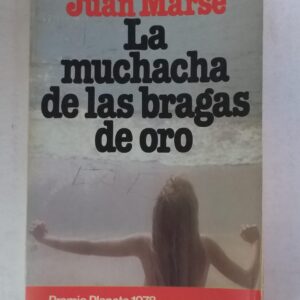 Juan Marsé
La
muchacha
de las bragas
de oro
Premio Planeta 1978